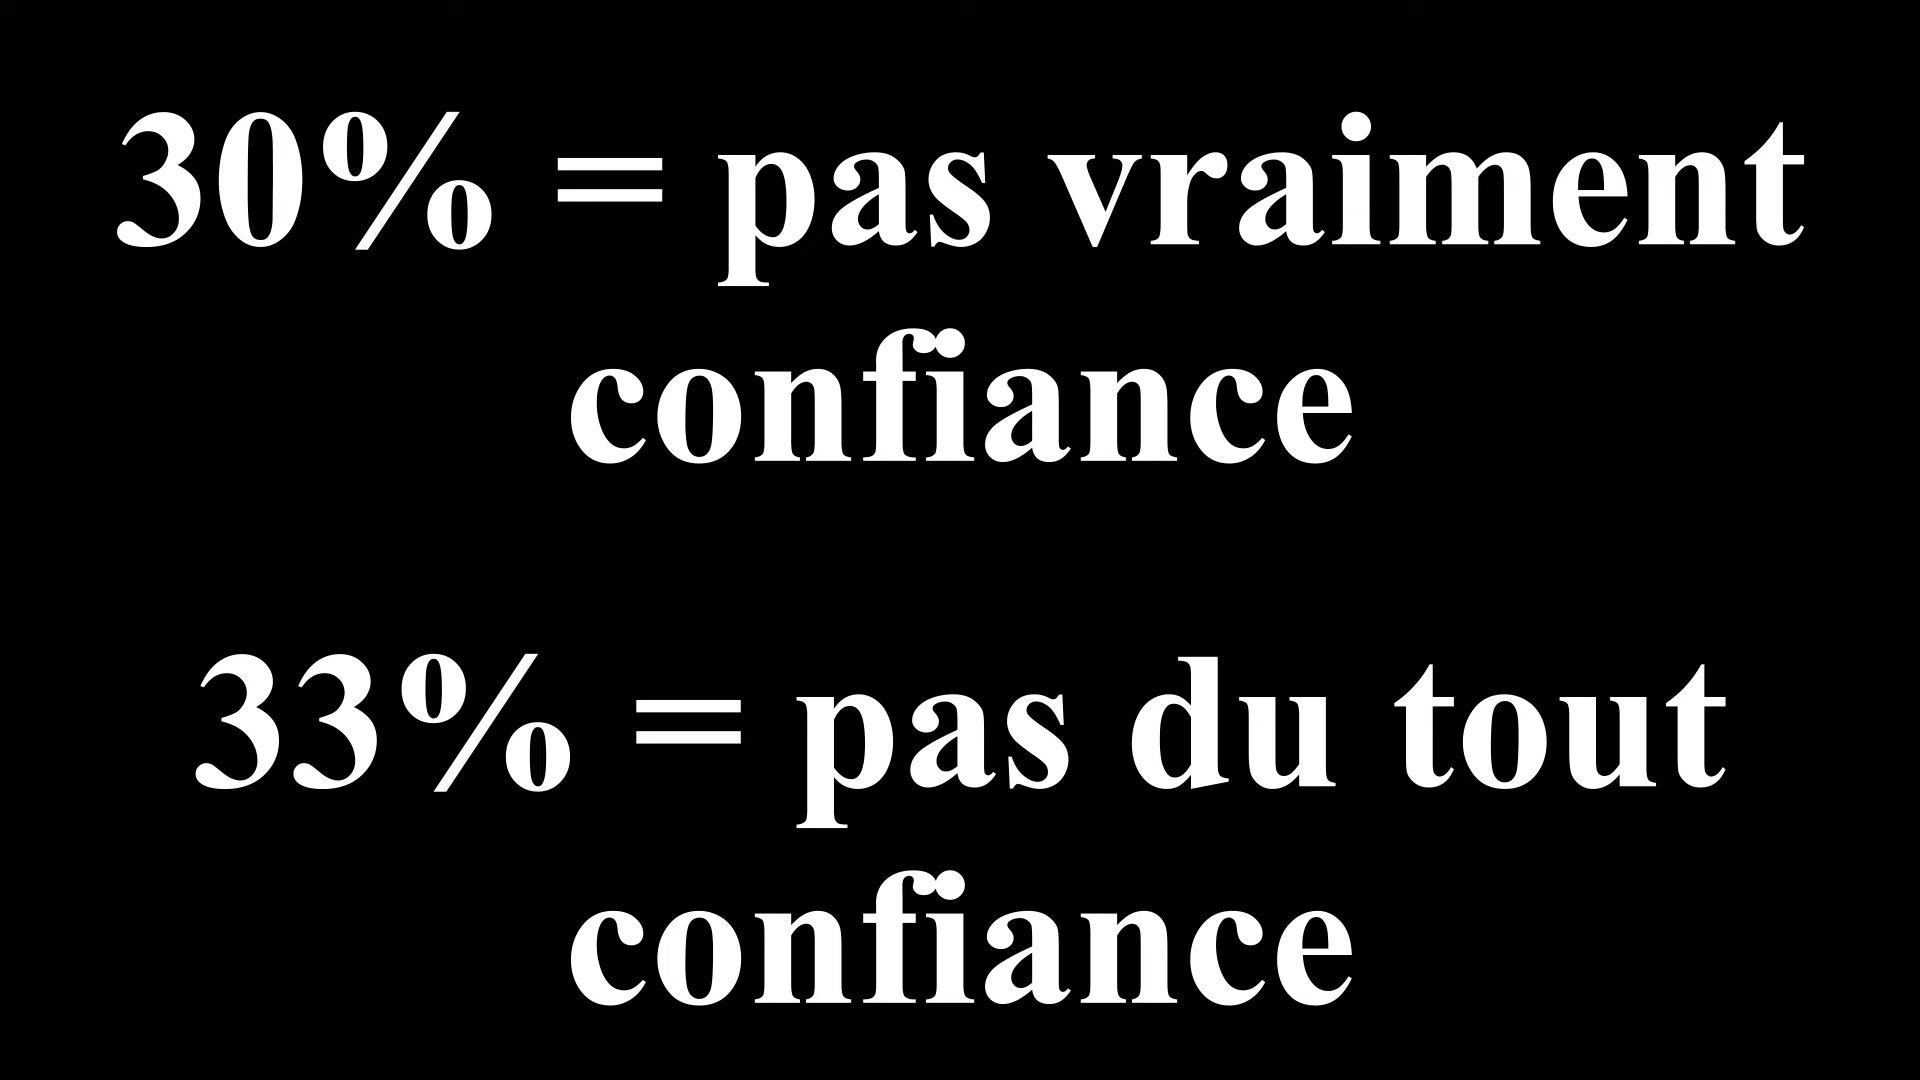 30% = pas vraiment
confiance
33% = pas du tout
confiance